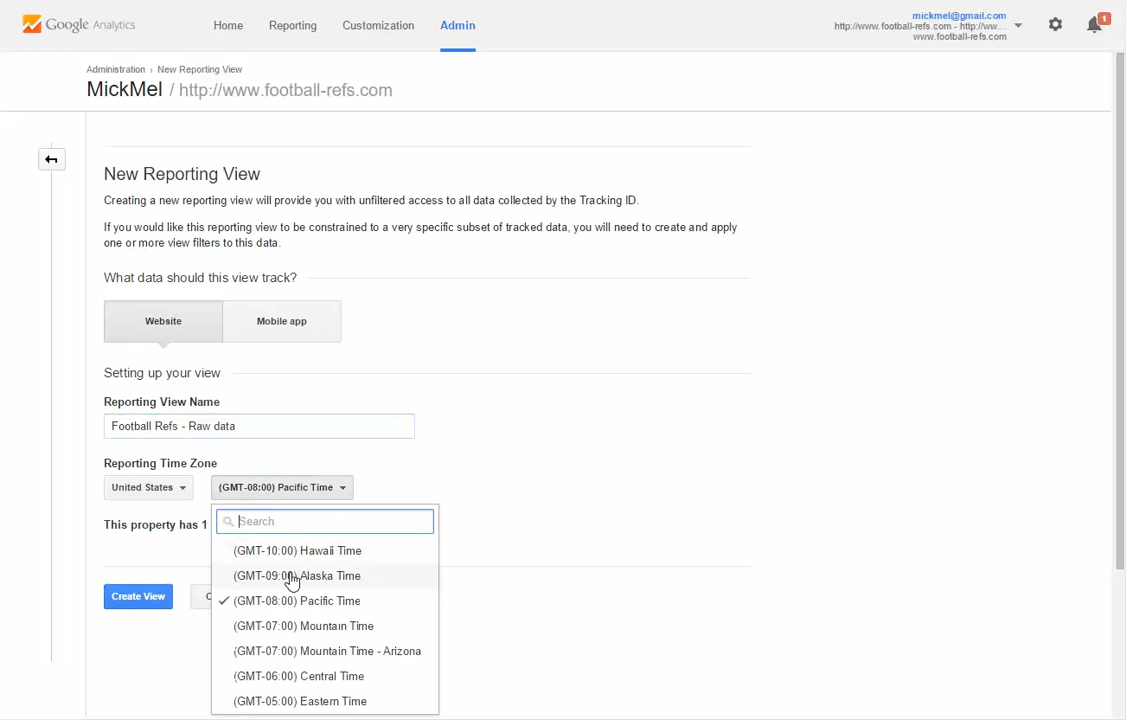 Google Analytics
Home Reporting Customization Admin
mickmel@gmail.com
http://www.football-refs.com - http://ww...
www.football-refs.com
1
Administration › New Reporting View
MickMel / http://www.football-refs.com
New Reporting View
Creating a new reporting view will provide you with unfiltered access to all data collected by the Tracking ID.
If you would like this reporting view to be constrained to a very specific subset of tracked data, you will need to create and apply
one or more view filters to this data.
What data should this view track?
Website Mobile app
Setting up your view
Reporting View Name
Football Refs - Raw data
Reporting Time Zone
United States (GMT-08:00) Pacific Time
This property has 1
Search
(GMT-10:00) Hawaii Time
(GMT-09:00) Alaska Time
(GMT-08:00) Pacific Time
(GMT-07:00) Mountain Time
(GMT-07:00) Mountain Time - Arizona
(GMT-06:00) Central Time
(GMT-05:00) Eastern Time
Create View